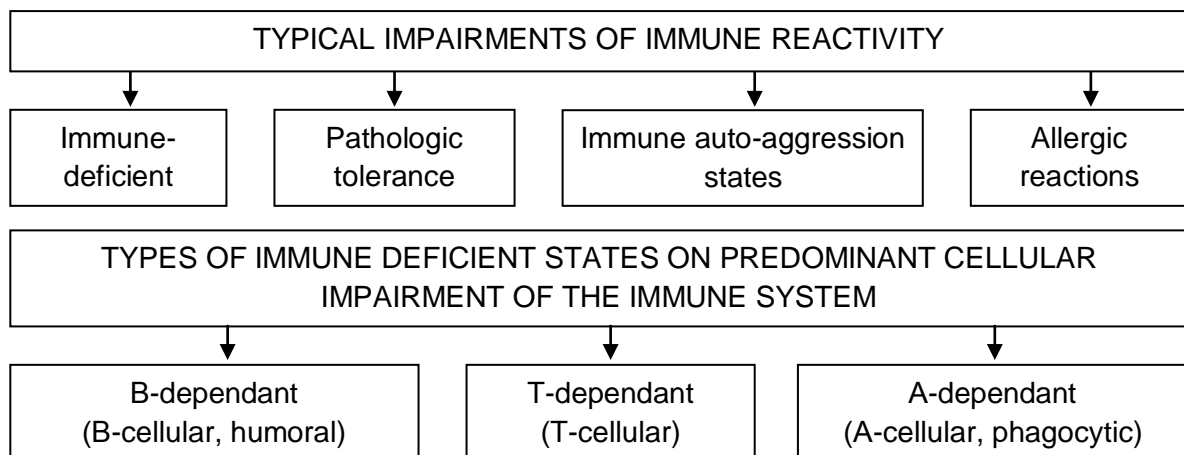 TYPICAL IMPAIRMENTS OF IMMUNE REACTIVITY
Immune-
deficient
Pathologic
tolerance
Immune auto-aggression
states
Allergic
reactions
TYPES OF IMMUNE DEFICIENT STATES ON PREDOMINANT CELLULAR
IMPAIRMENT OF THE IMMUNE SYSTEM
B-dependant
(B-cellular, humoral)
T-dependant
(T-cellular)
A-dependant
(A-cellular, phagocytic)